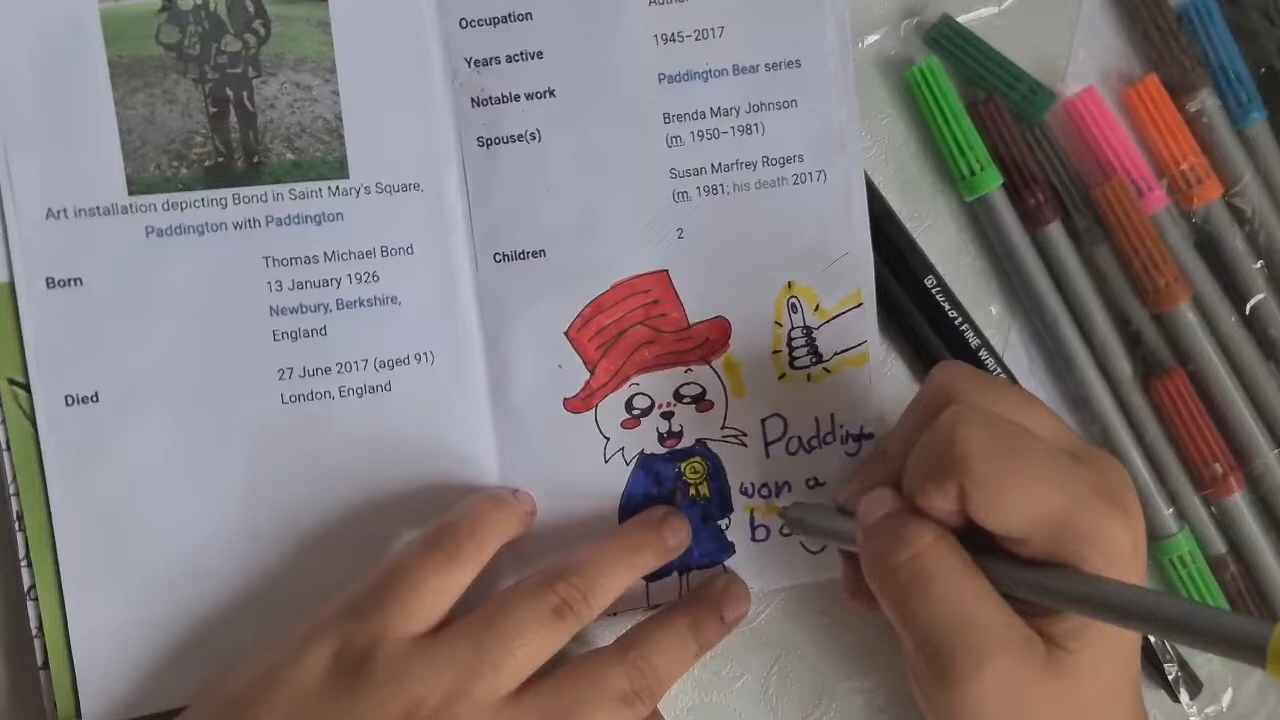 Art installation depicting Bond in Saint Mary's Square,
Paddington with Paddington
Born
Thomas Michael Bond
13 January 1926
Newbury, Berkshire,
England
Died
27 June 2017 (aged 91)
London, England
Occupation
Years active
1945–2017
Notable work
Paddington Bear series
Spouse(s)
Brenda Mary Johnson
(m. 1950–1981)
Susan Marfrey Rogers
(m. 1981; his death 2017)
Children
2
Paddington
won a
Luxor FINE WRITE